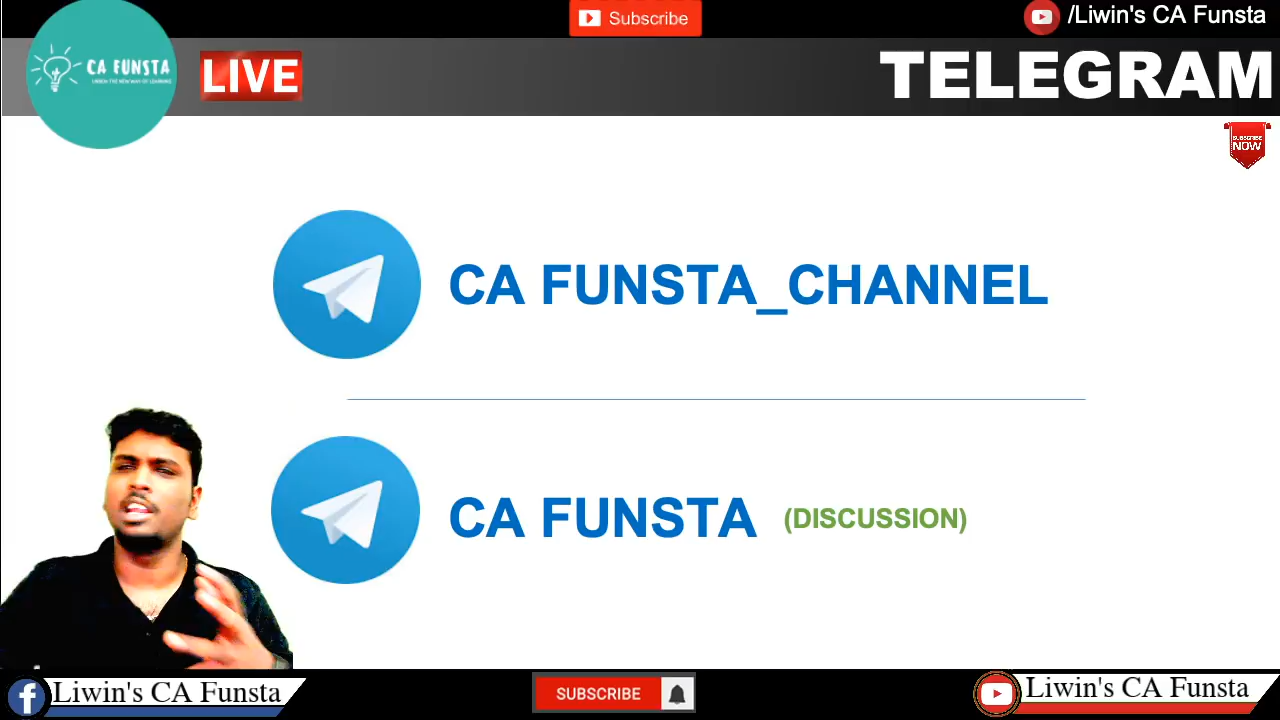 Subscribe
/Liwin's CA Funsta
CA FUNSTA
LIVE
TELEGRAM
SUBSCRIBE
NOW
CA FUNSTA_CHANNEL
CA FUNSTA (DISCUSSION)
Liwin's CA Funsta
SUBSCRIBE
Liwin's CA Funsta